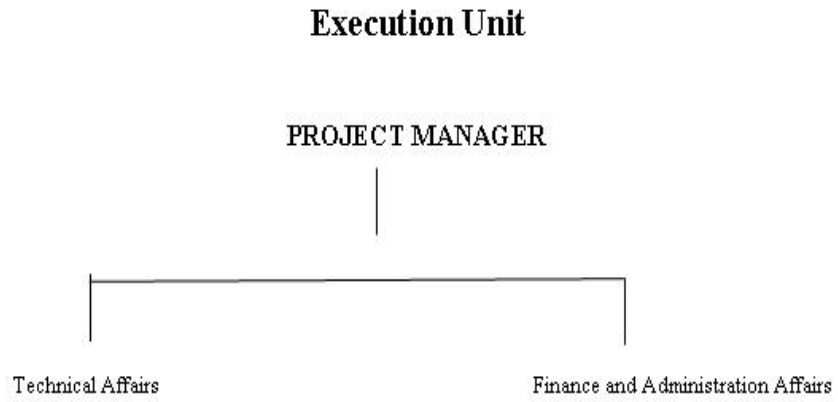 Execution Unit
PROJECT MANAGER
Technical Affairs
Finance and Administration Affairs